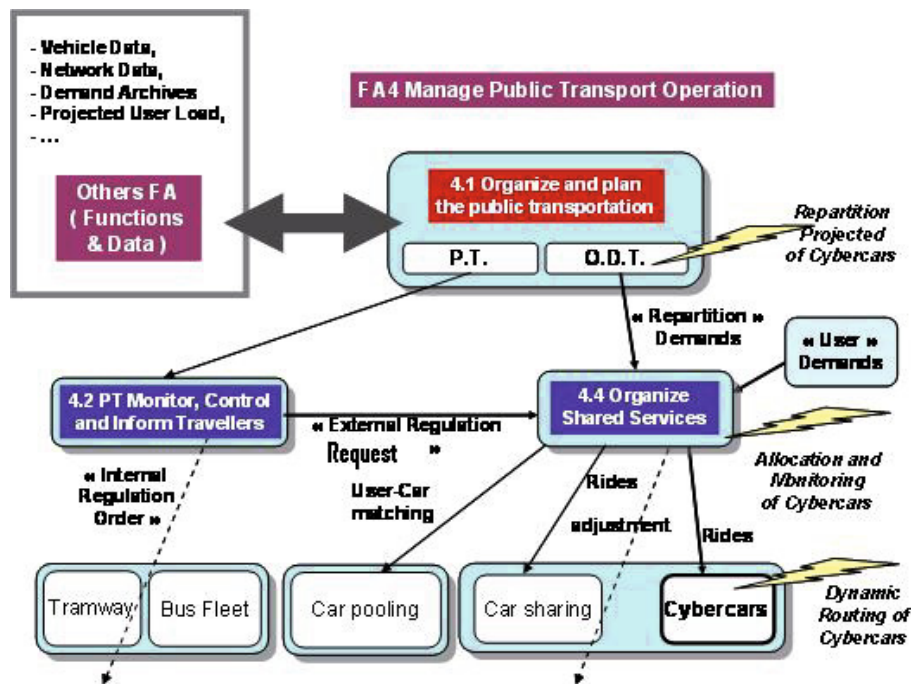 - Vehicle Data,
- Network Data,
- Demand Archives
- Projected User Load,
- ...
FA4 Manage Public Transport Operation
Others FA
( Functions
& Data )
4.1 Organize and plan
the public transportation
P.T.
O.D.T.
Repartition
Projected
of Cybercars
« Repartition »
Demands
« User »
Demands
4.2 PT Monitor, Control
and Inform Travellers
4.4 Organize
Shared Services
« External Regulation
Request »
« Internal
Regulation
Order »
User-Car
matching
Rides
adjustment
Rides
Allocation and
Monitoring
of Cybercars
Tramway
Bus Fleet
Car pooling
Car sharing
Cybercars
Dynamic
Routing of
Cybercars